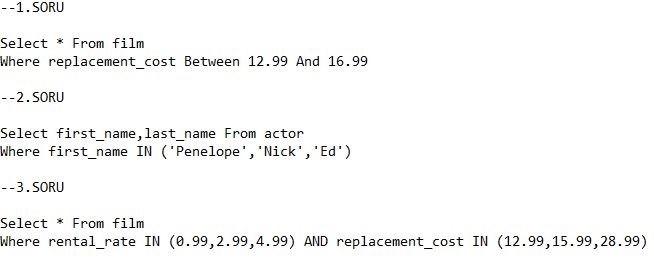 --1.SORU
Select * From film
Where replacement_cost Between 12.99 And 16.99
--2.SORU
Select first_name,last_name From actor
Where first_name IN ('Penelope','Nick','Ed')
--3.SORU
Select * From film
Where rental_rate IN (0.99,2.99,4.99) AND replacement_cost IN (12.99,15.99,28.99)